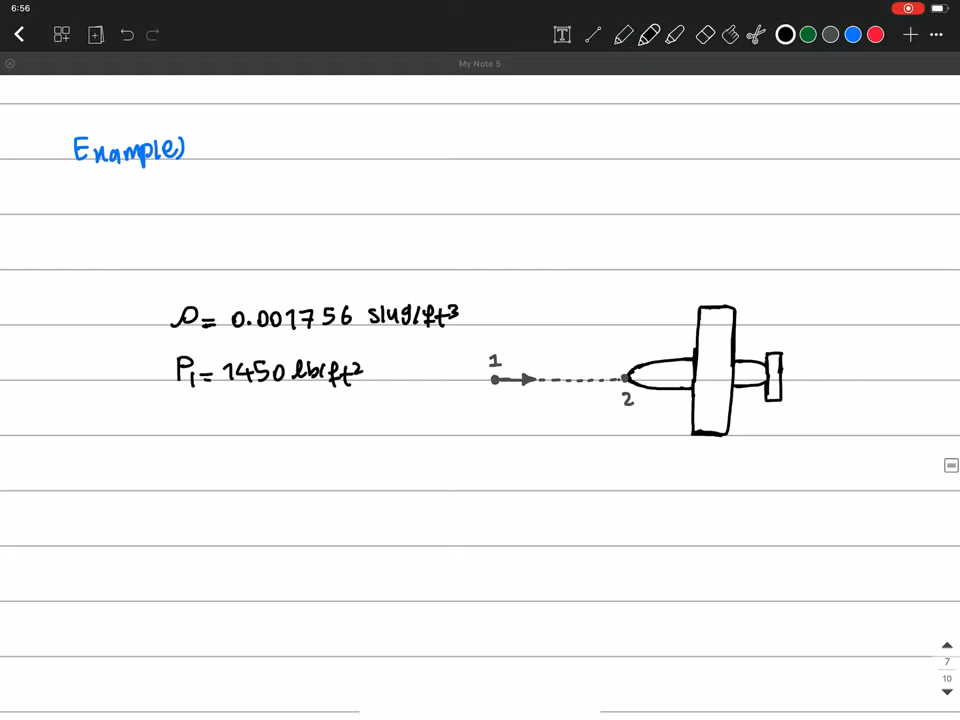 6:56
My Note 5
Example)
ρ = 0.001756 slug/ft³
P₁ = 1450 lb/ft²
1
2
7
10